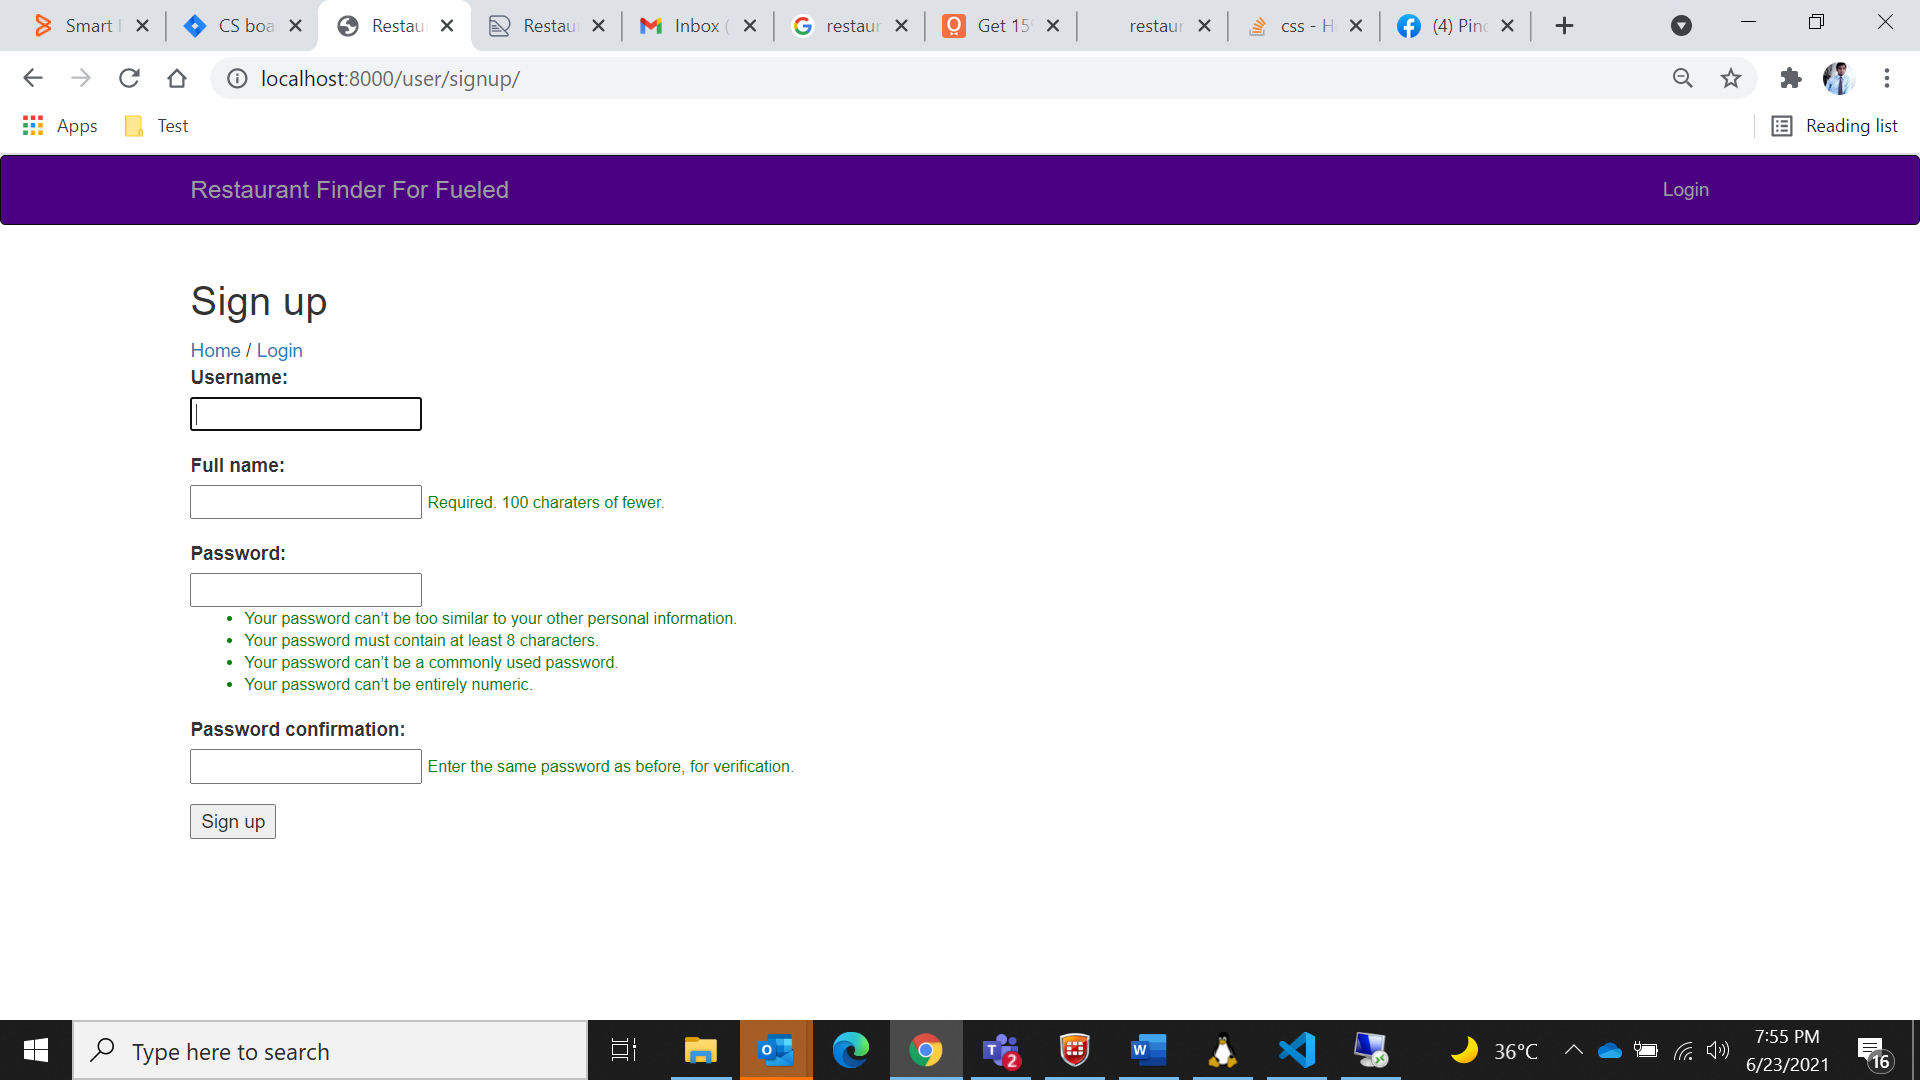 Smart
CS boa
Restau
Restau
Inbox (
restaur
Get 15
restaur
css - H
(4) Pin
localhost:8000/user/signup/
Apps
Test
Reading list
Restaurant Finder For Fueled
Login
Sign up
Home / Login
Username:
Full name:
Required. 100 charaters of fewer.
Password:
• Your password can’t be too similar to your other personal information.
• Your password must contain at least 8 characters.
• Your password can’t be a commonly used password.
• Your password can’t be entirely numeric.
Password confirmation:
Enter the same password as before, for verification.
Sign up
Type here to search
2
36°C
7:55 PM
6/23/2021
16